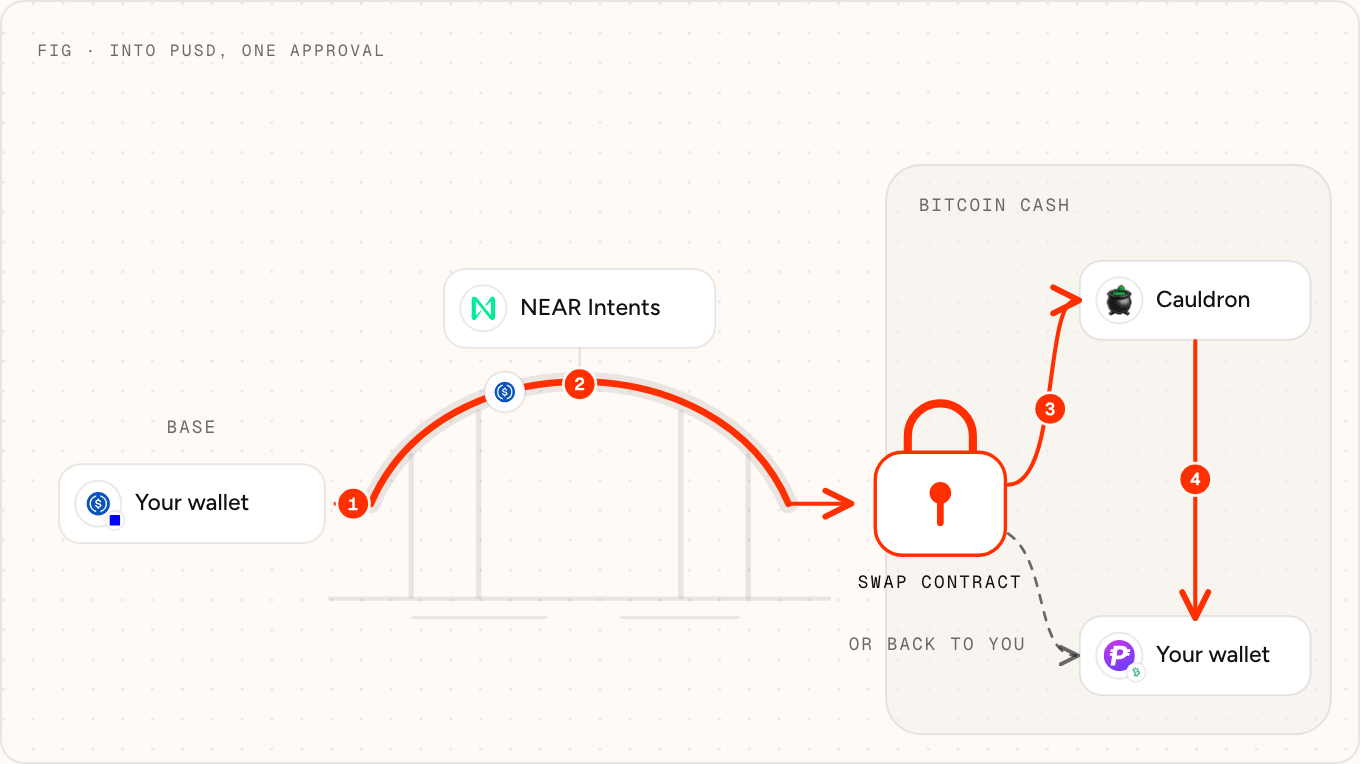 FIG · INTO PUSD, ONE APPROVAL
BITCOIN CASH
NEAR Intents
Cauldron
2
3
BASE
Your wallet
1
4
SWAP CONTRACT
OR BACK TO YOU
Your wallet